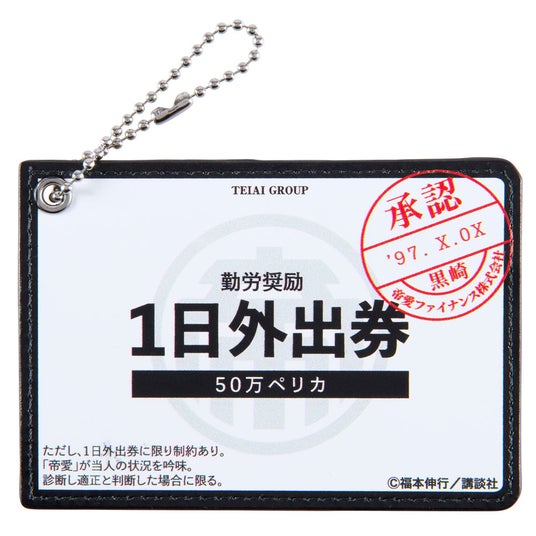 TEIAI GROUP
承認
'97. X.0X
黒崎
帝愛ファイナンス株式会社
勤労奨励
1日外出券
50万ペリカ
ただし、1日外出券に限り制約あり。
「帝愛」が当人の状況を吟味。
診断し適正と判断した場合に限る。
©福本伸行／講談社